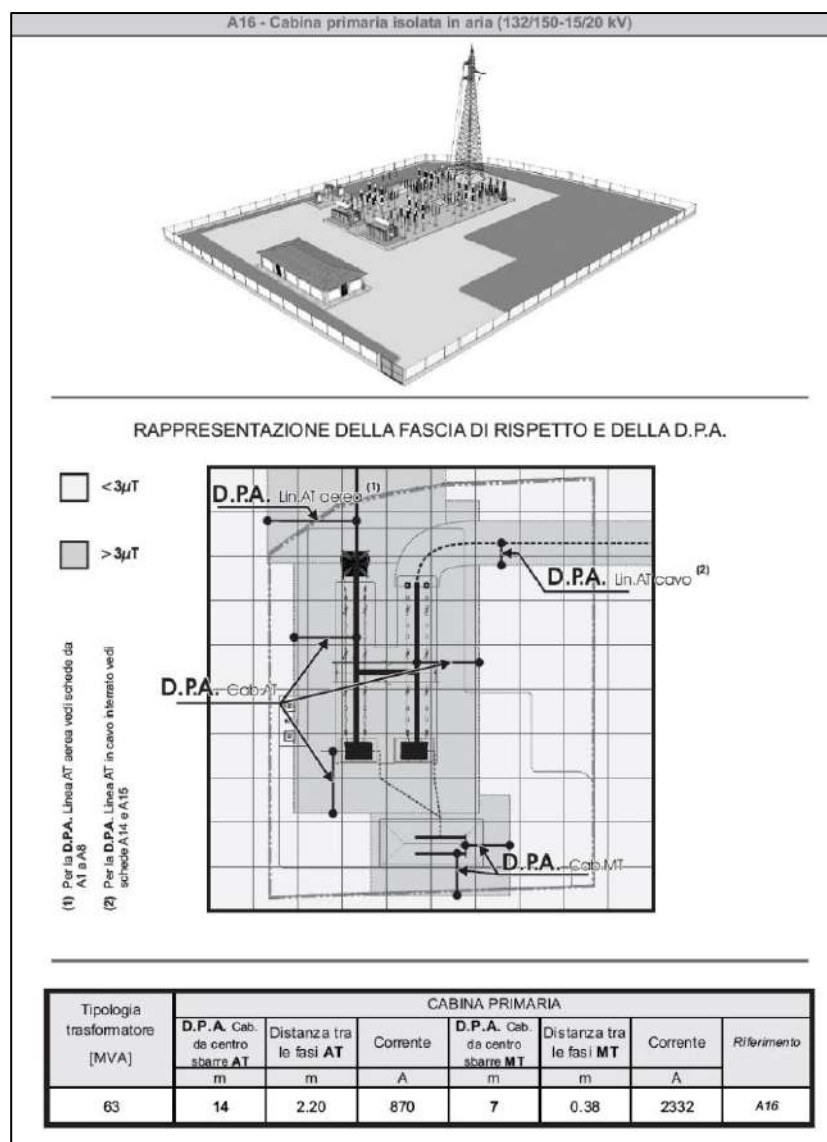 A16 - Cabina primaria isolata in aria (132/150-15/20 kV)
RAPPRESENTAZIONE DELLA FASCIA DI RISPETTO E DELLA D.P.A.
<3µT
>3µT
D.P.A. Lin.AT aerea (1)
D.P.A. Lin.AT cavo (2)
D.P.A. Cab.AT
D.P.A. Cab.MT
(1) Per la D.P.A. Linea AT aerea vedi schede da
A1 a A8
(2) Per la D.P.A. Linea AT in cavo interrato vedi
schede A14 e A15
Tipologia
trasformatore
[MVA]
CABINA PRIMARIA
D.P.A. Cab.
da centro
sbarre AT
Distanza tra
le fasi AT
Corrente
D.P.A. Cab.
da centro
sbarre MT
Distanza tra
le fasi MT
Corrente
Riferimento
m m A m m A
63 14 2.20 870 7 0.38 2332 A16